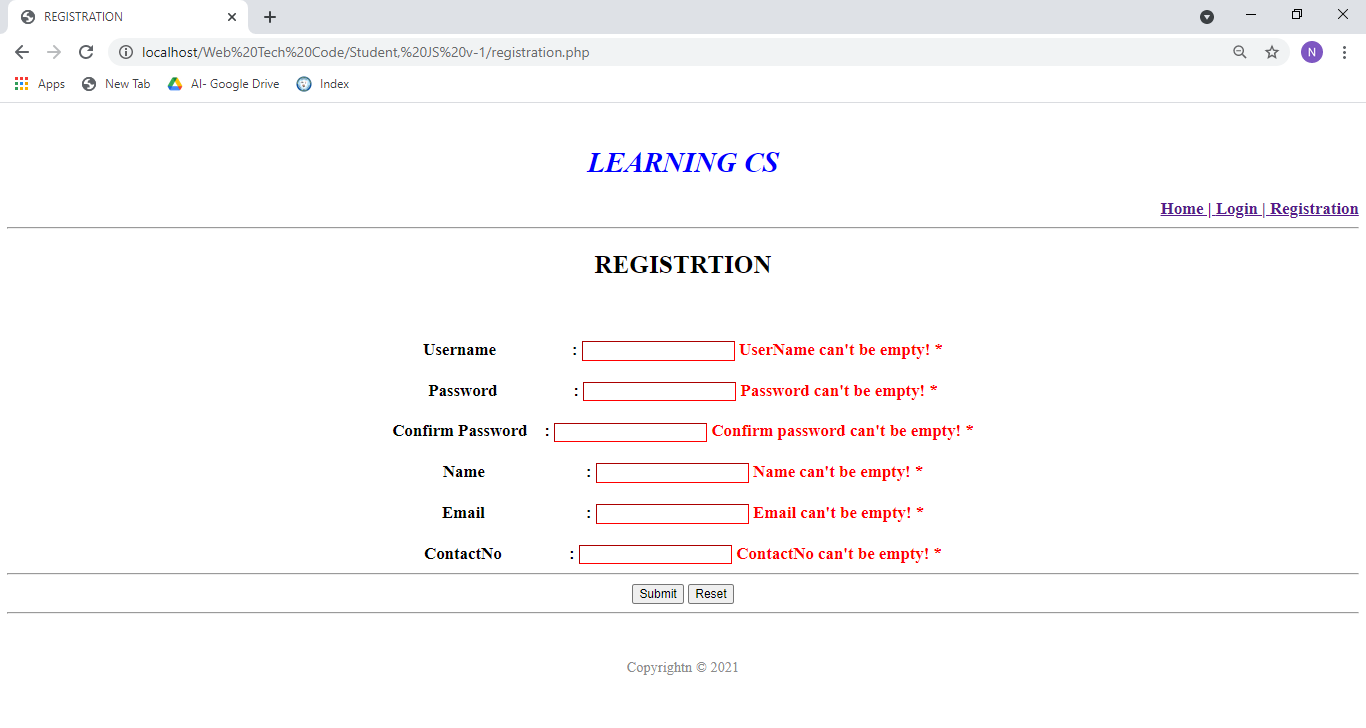 REGISTRATION
localhost/Web%20Tech%20Code/Student,%20JS%20v-1/registration.php
N
Apps New Tab AI- Google Drive Index
LEARNING CS
Home | Login | Registration
REGISTRTION
Username : UserName can't be empty! *
Password : Password can't be empty! *
Confirm Password : Confirm password can't be empty! *
Name : Name can't be empty! *
Email : Email can't be empty! *
ContactNo : ContactNo can't be empty! *
Submit Reset
Copyrightn © 2021